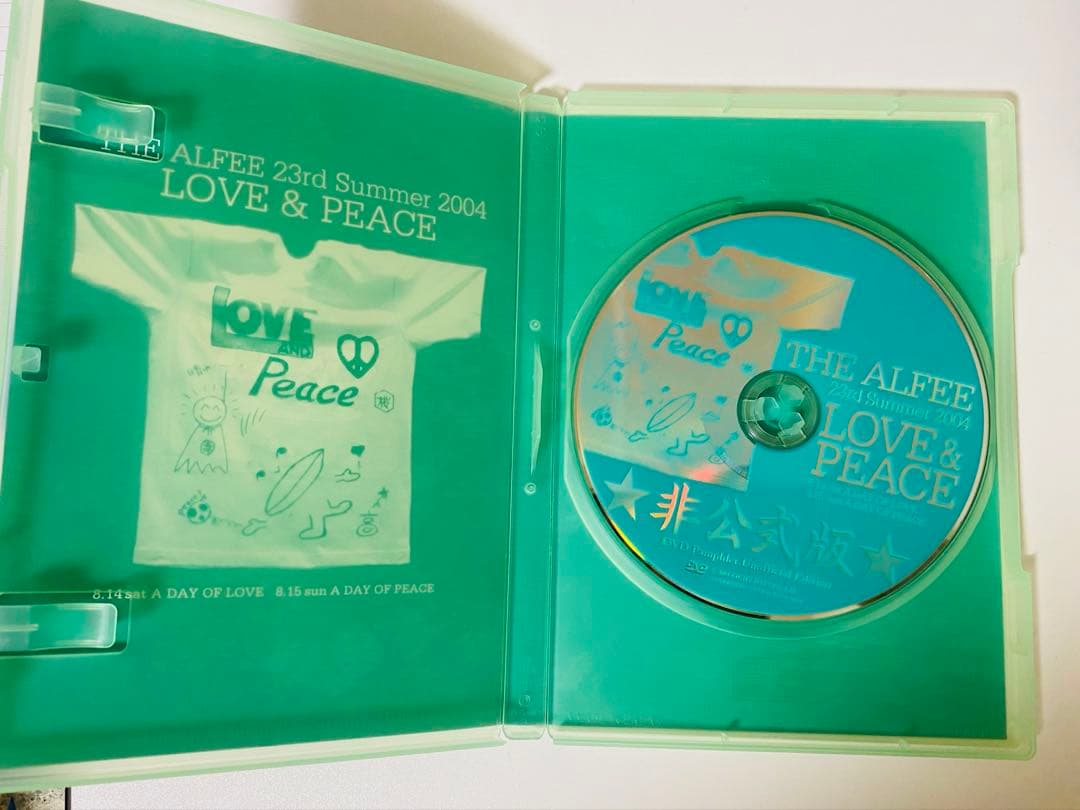 THE ALFEE 23rd Summer 2004
LOVE & PEACE
LOVE
AND
Peace
8.14 sat A DAY OF LOVE 8.15 sun A DAY OF PEACE
LOVE
Peace
THE ALFEE
23rd Summer 2004
LOVE &
PEACE
★非公式版★
DVD Pamphlet Unofficial Edition
DVD